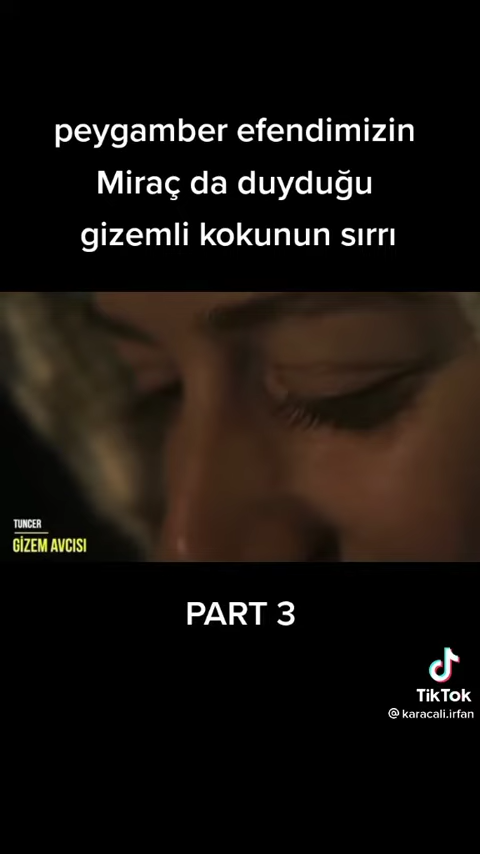 peygamber efendimizin
Miraç da duyduğu
gizemli kokunun sırrı
TUNCER
GİZEM AVCISI
PART 3
TikTok
@karacali.irfan